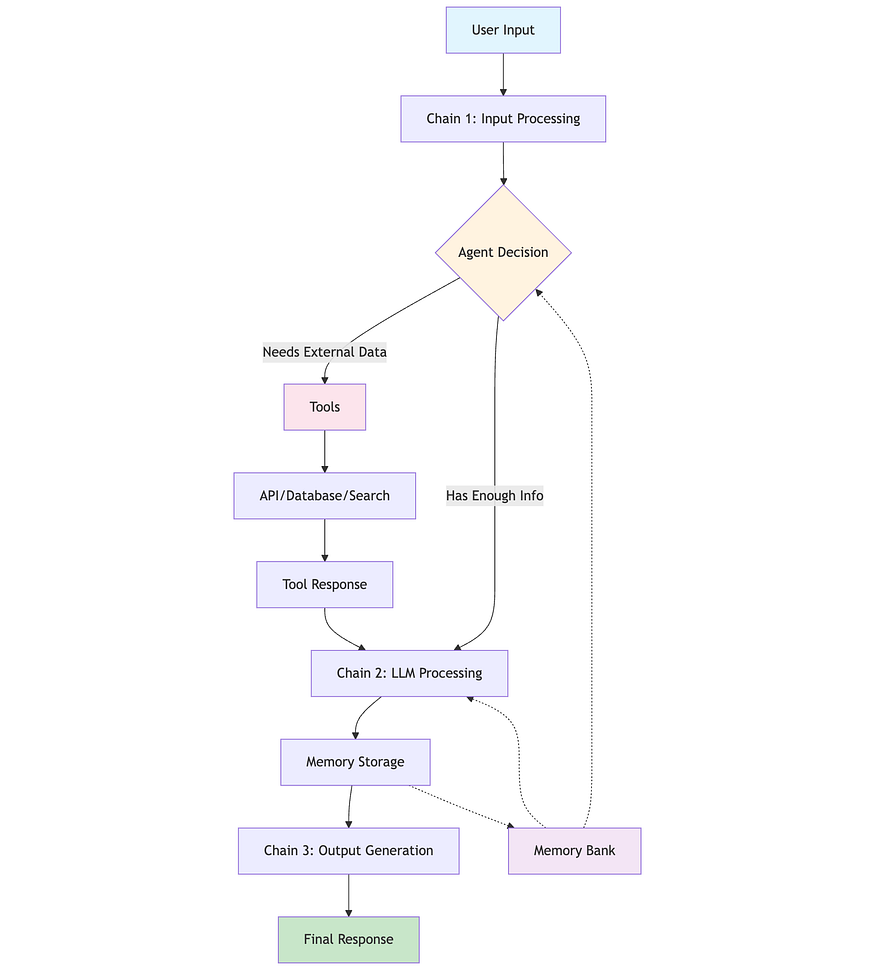 User Input
Chain 1: Input Processing
Agent Decision
Needs External Data
Tools
API/Database/Search
Has Enough Info
Tool Response
Chain 2: LLM Processing
Memory Storage
Chain 3: Output Generation
Memory Bank
Final Response